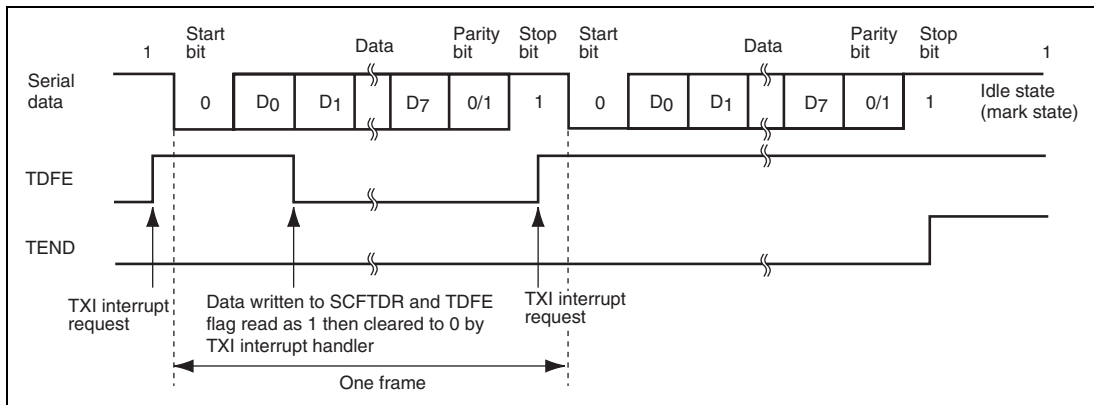 1 Start bit Data Parity bit Stop bit Start bit Data Parity bit Stop bit 1
Serial data 0 D0 D1 D7 0/1 1 0 D0 D1 D7 0/1 1 Idle state (mark state)
TDFE
TEND
TXI interrupt request
Data written to SCFTDR and TDFE
flag read as 1 then cleared to 0 by
TXI interrupt handler
TXI interrupt request
One frame